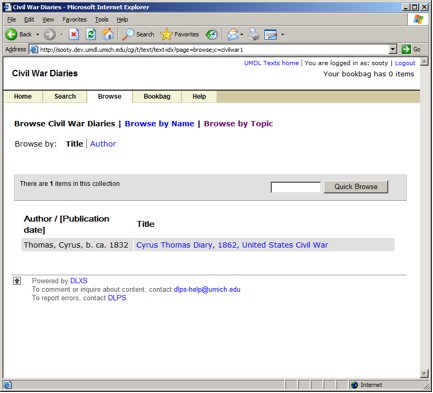 Civil War Diaries - Microsoft Internet Explorer
File Edit View Favorites Tools Help
Back Search Favorites
Address http://sooty.dev.umdl.umich.edu/cgi/t/text/text-idx?page=browse;c=civilwar1 Go
UMDL Texts home | You are logged in as: sooty | Logout
Civil War Diaries Your bookbag has 0 items
Home Search Browse Bookbag Help
Browse Civil War Diaries | Browse by Name | Browse by Topic
Browse by: Title | Author
There are 1 items in this collection Quick Browse
Author / [Publication date] Title
Thomas, Cyrus, b. ca. 1832 Cyrus Thomas Diary, 1862, United States Civil War
Powered by DLXS
To comment or inquire about content, contact dlps-help@umich.edu
To report errors, contact DLPS
Internet